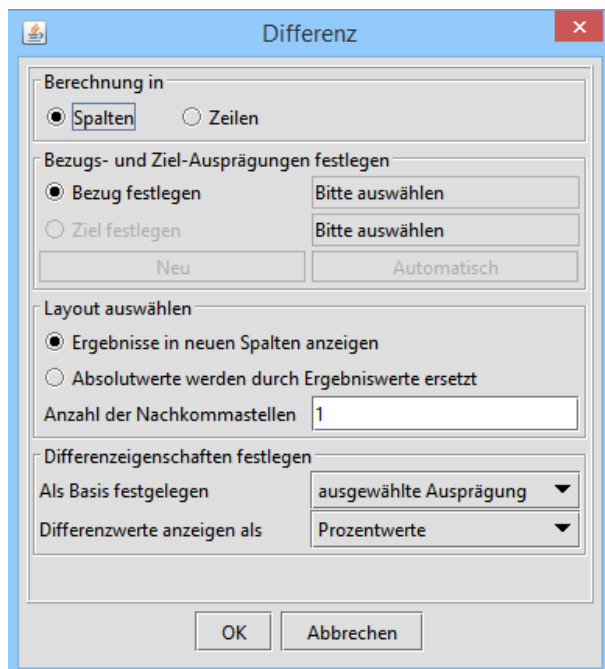 Differenz
Berechnung in
Spalten Zeilen
Bezugs- und Ziel-Ausprägungen festlegen
Bezug festlegen Bitte auswählen
Ziel festlegen Bitte auswählen
Neu Automatisch
Layout auswählen
Ergebnisse in neuen Spalten anzeigen
Absolutwerte werden durch Ergebniswerte ersetzt
Anzahl der Nachkommastellen 1
Differenzeigenschaften festlegen
Als Basis festgelegen ausgewählte Ausprägung
Differenzwerte anzeigen als Prozentwerte
OK Abbrechen